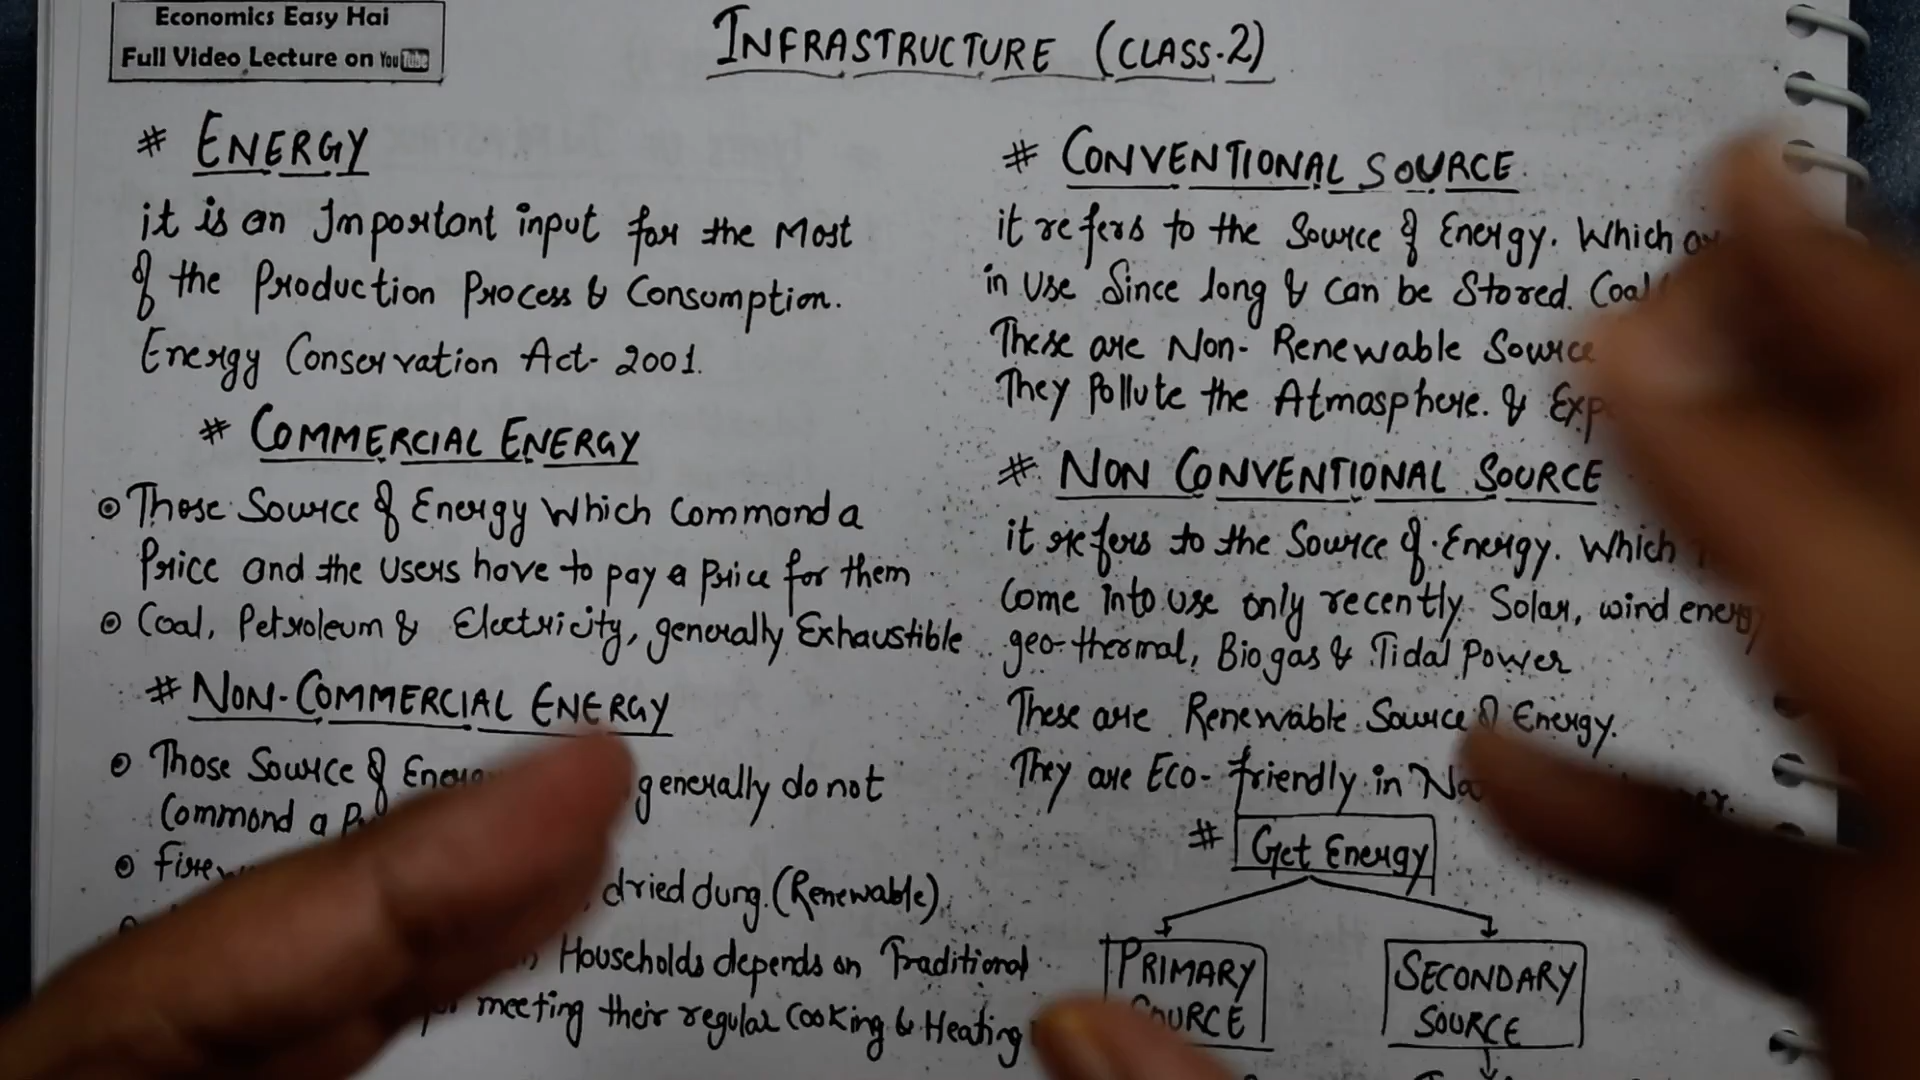 Economics Easy Hai
Full Video Lecture on YouTube
INFRASTRUCTURE (CLASS.2)
# ENERGY
it is an Important input for the Most
of the Production Process & Consumption.
Energy Conservation Act- 2001.
# COMMERCIAL ENERGY
Those Source of Energy Which Command a
Price and the users have to pay a Price for them
Coal, Petroleum & Electricity, generally Exhaustible
# NON-COMMERCIAL ENERGY
Those Source of generally do not
Command a
dried dung. (Renewable)
Households depends on Traditional
meeting their regular Cooking & Heating
# CONVENTIONAL SOURCE
it refers to the Source of Energy. Which
in use Since long & can be Stored. Coal
These are Non- Renewable Source
They Pollute the Atmosphere. &
# NON CONVENTIONAL SOURCE
it refers to the Source of Energy. Which
Come into use only recently. Solar, wind energy
geo-thermal, Bio gas & Tidal Power
These are Renewable Source of Energy.
They are Eco- friendly in
# Get Energy
PRIMARY
SOURCE
SECONDARY
SOURCE